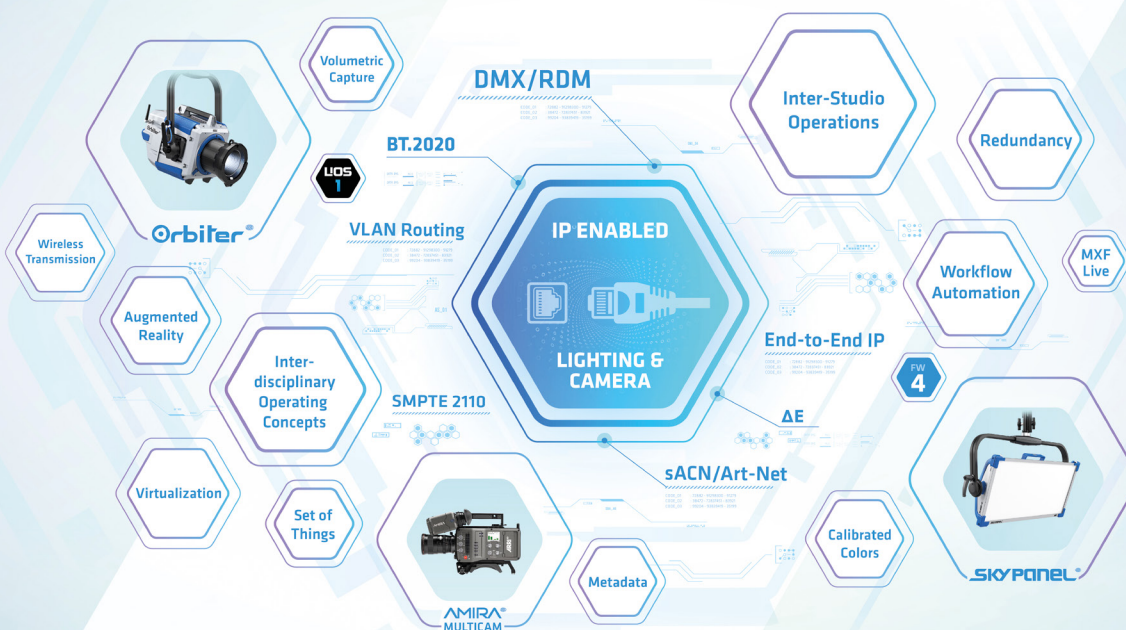 Volumetric
Capture
DMX/RDM
Inter-Studio
Operations
Redundancy
BT.2020
LiOS
1
Orbiter
Orbiter®
Wireless
Transmission
VLAN Routing
IP ENABLED
LIGHTING &
CAMERA
Workflow
Automation
MXF
Live
Augmented
Reality
Inter-
disciplinary
Operating
Concepts
End-to-End IP
FW
4
SMPTE 2110
ΔE
sACN/Art-Net
Virtualization
Set of
Things
Calibrated
Colors
Metadata
AMIRA®
MULTICAM
SKYPANEL®